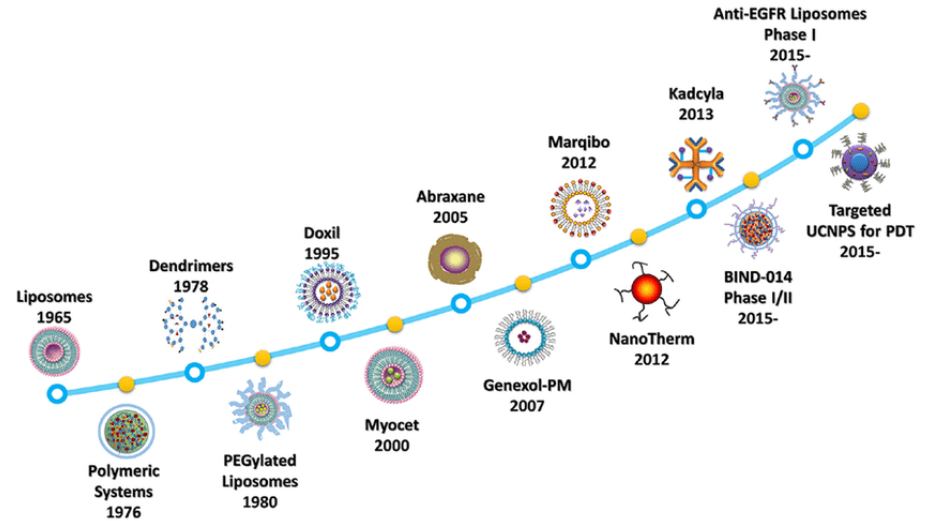 Liposomes
1965
Polymeric
Systems
1976
Dendrimers
1978
PEGylated
Liposomes
1980
Doxil
1995
Myocet
2000
Abraxane
2005
Genexol-PM
2007
Marqibo
2012
NanoTherm
2012
Kadcyla
2013
BIND-014
Phase I/II
2015-
Anti-EGFR Liposomes
Phase I
2015-
Targeted
UCNPS for PDT
2015-